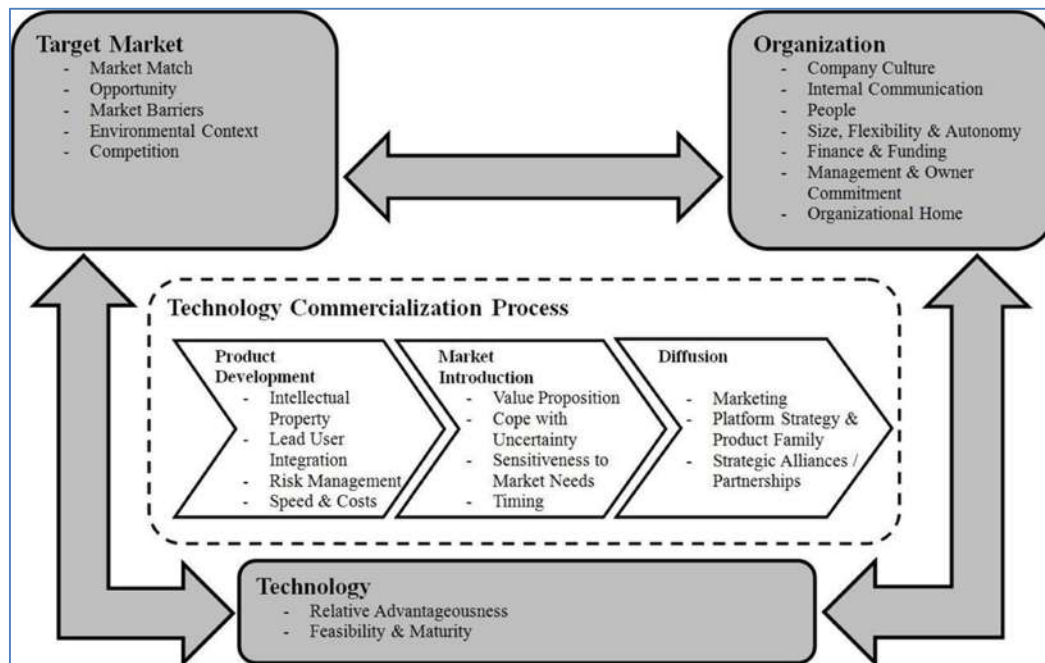 Target Market
- Market Match
- Opportunity
- Market Barriers
- Environmental Context
- Competition
Organization
- Company Culture
- Internal Communication
- People
- Size, Flexibility & Autonomy
- Finance & Funding
- Management & Owner
Commitment
- Organizational Home
Technology Commercialization Process
Product
Development
- Intellectual
Property
- Lead User
Integration
- Risk Management
- Speed & Costs
Market
Introduction
- Value Proposition
- Cope with
Uncertainty
- Sensitiveness to
Market Needs
- Timing
Diffusion
- Marketing
- Platform Strategy &
Product Family
- Strategic Alliances /
Partnerships
Technology
- Relative Advantageousness
- Feasibility & Maturity